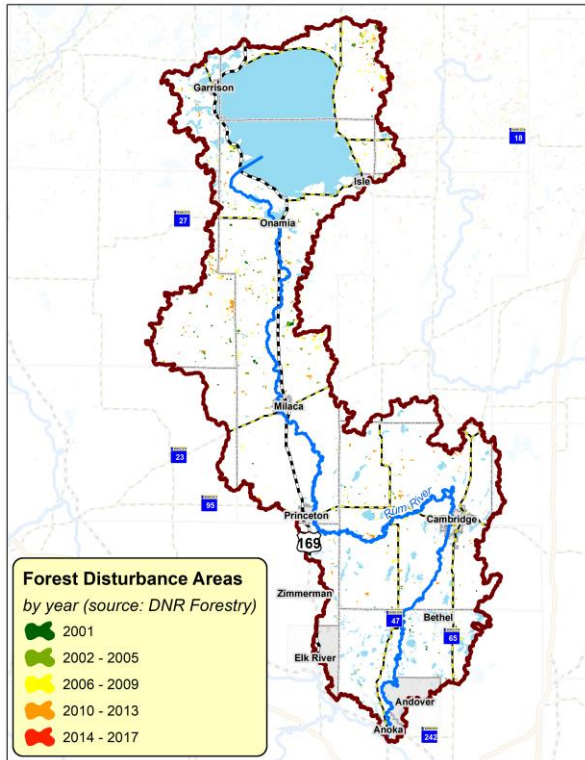 Garrison
18
Isle
27
Onamia
Milaca
23
95
Rum River
Princeton
Cambridge
169
Forest Disturbance Areas
by year (source: DNR Forestry)
2001
2002 - 2005
2006 - 2009
2010 - 2013
2014 - 2017
Zimmerman
47
Bethel
65
Elk River
Andover
Anoka
242